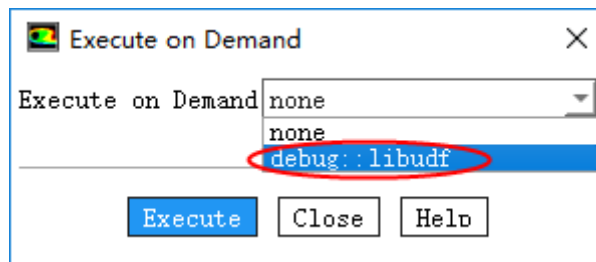 Execute on Demand
Execute on Demand none
none
debug::libudf
Execute Close Help